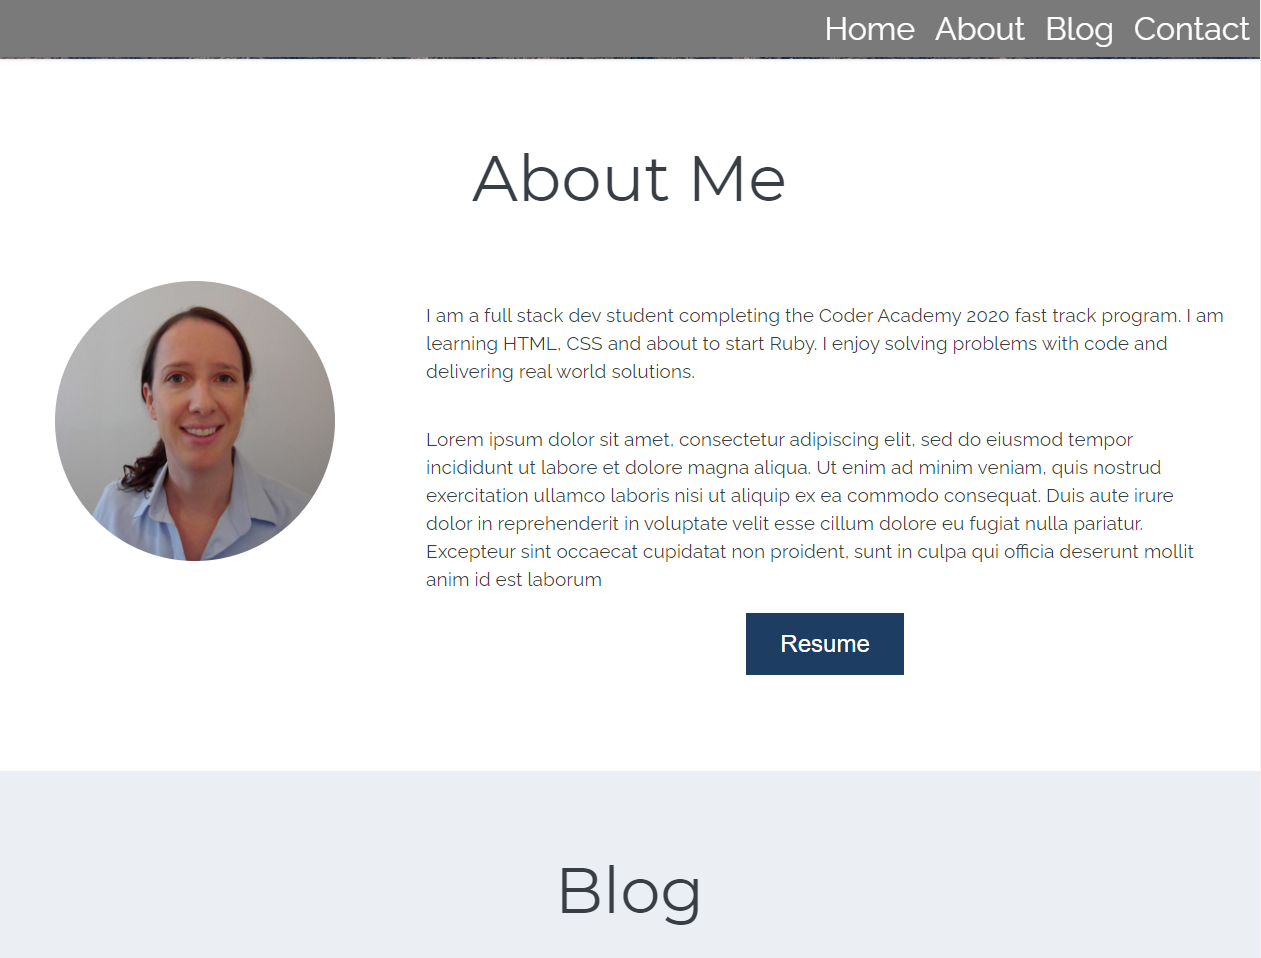 Home About Blog Contact
About Me
I am a full stack dev student completing the Coder Academy 2020 fast track program. I am
learning HTML, CSS and about to start Ruby. I enjoy solving problems with code and
delivering real world solutions.
Lorem ipsum dolor sit amet, consectetur adipiscing elit, sed do eiusmod tempor
incididunt ut labore et dolore magna aliqua. Ut enim ad minim veniam, quis nostrud
exercitation ullamco laboris nisi ut aliquip ex ea commodo consequat. Duis aute irure
dolor in reprehenderit in voluptate velit esse cillum dolore eu fugiat nulla pariatur.
Excepteur sint occaecat cupidatat non proident, sunt in culpa qui officia deserunt mollit
anim id est laborum
Resume
Blog